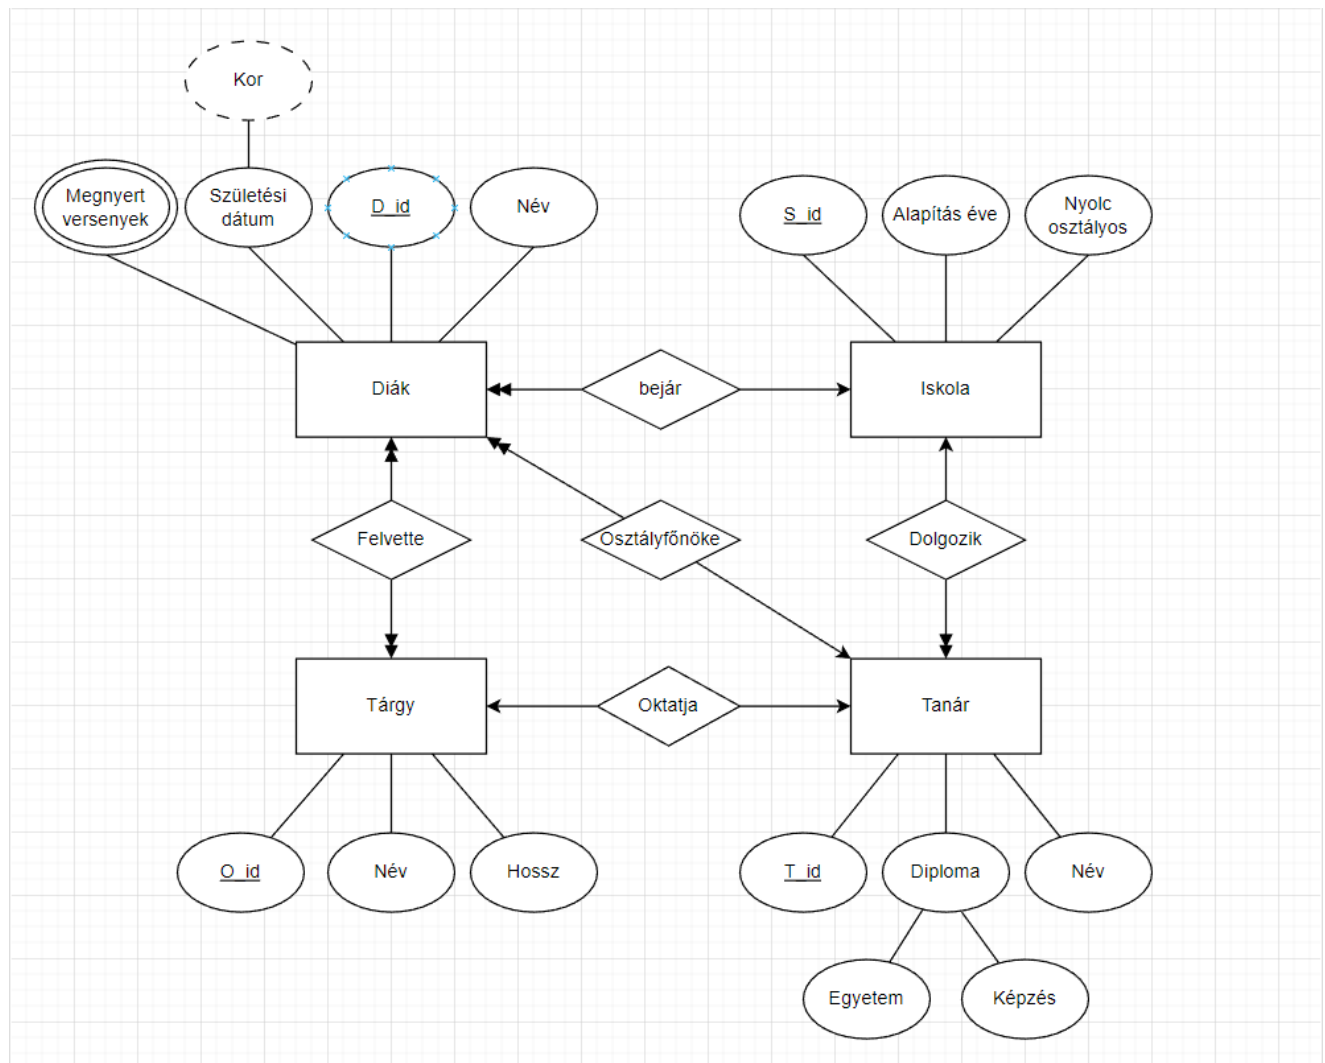 Kor
Megnyert
versenyek
Születési
dátum
D_id
Név
S_id
Alapítás éve
Nyolc
osztályos
Diák
bejár
Iskola
Felvette
Osztályfőnöke
Dolgozik
Tárgy
Oktatja
Tanár
O_id
Név
Hossz
T_id
Diploma
Név
Egyetem
Képzés